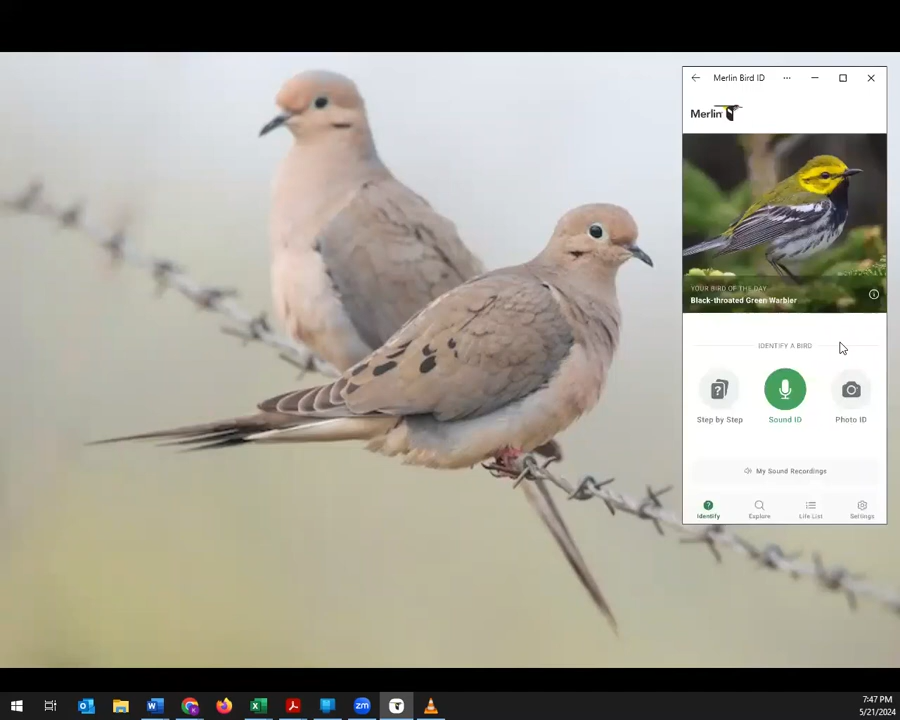 Merlin Bird ID
Merlin
YOUR BIRD OF THE DAY
Black-throated Green Warbler
IDENTIFY A BIRD
Step by Step
Sound ID
Photo ID
My Sound Recordings
Identify
Explore
Life List
Settings
7:47 PM
5/21/2024